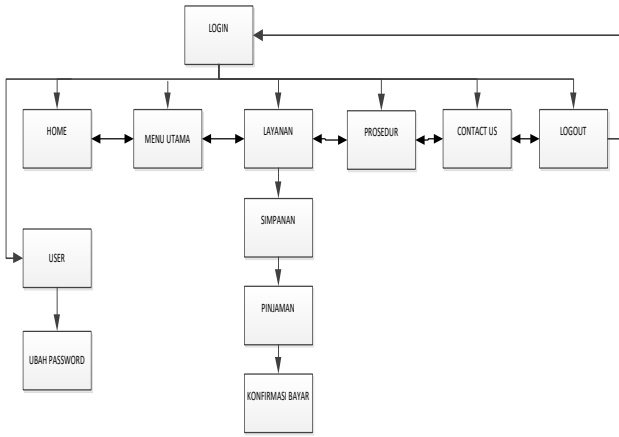 LOGIN
HOME
MENU UTAMA
LAYANAN
PROSEDUR
CONTACT US
LOGOUT
SIMPANAN
USER
PINJAMAN
UBAH PASSWORD
KONFIRMASI BAYAR